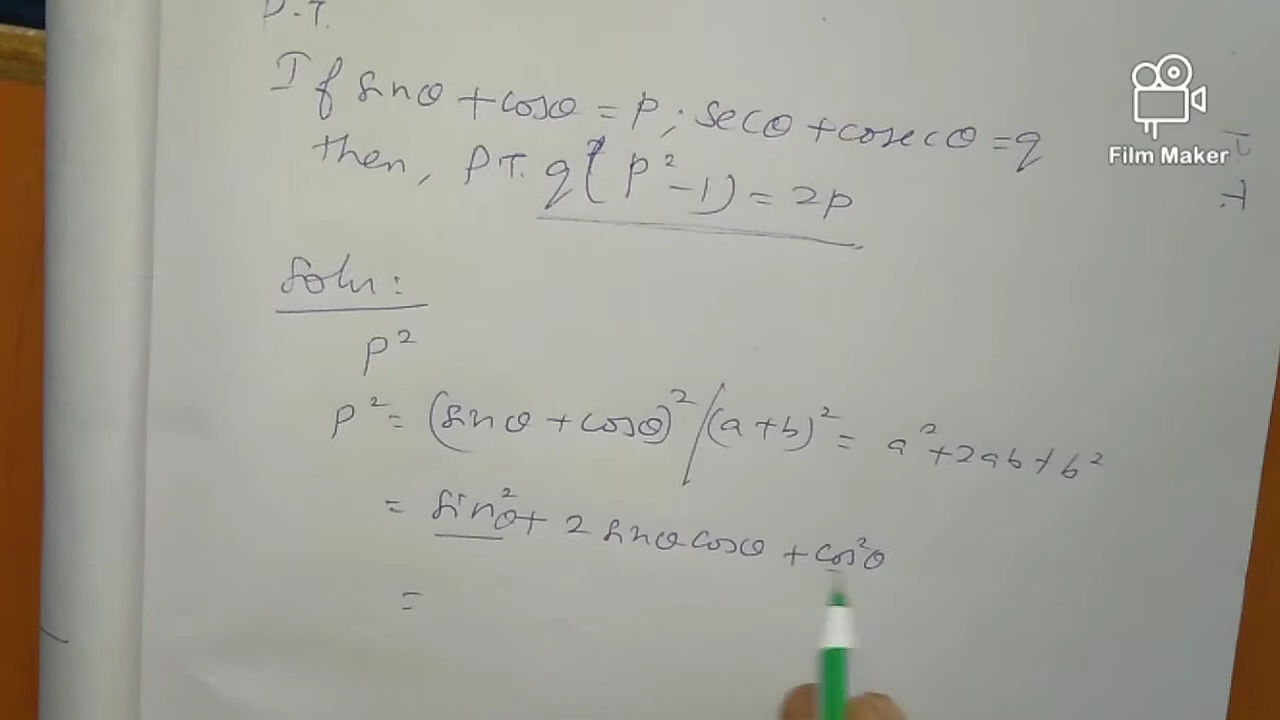 P.T.
If sinθ + cosθ = p ; secθ + cosecθ = q
then, P.T. q(p² - 1) = 2p
Soln:
p²
p² = (sinθ + cosθ)² / (a + b)² = a² + 2ab + b²
= sin²θ + 2 sinθ cosθ + cos²θ
=
Film Maker